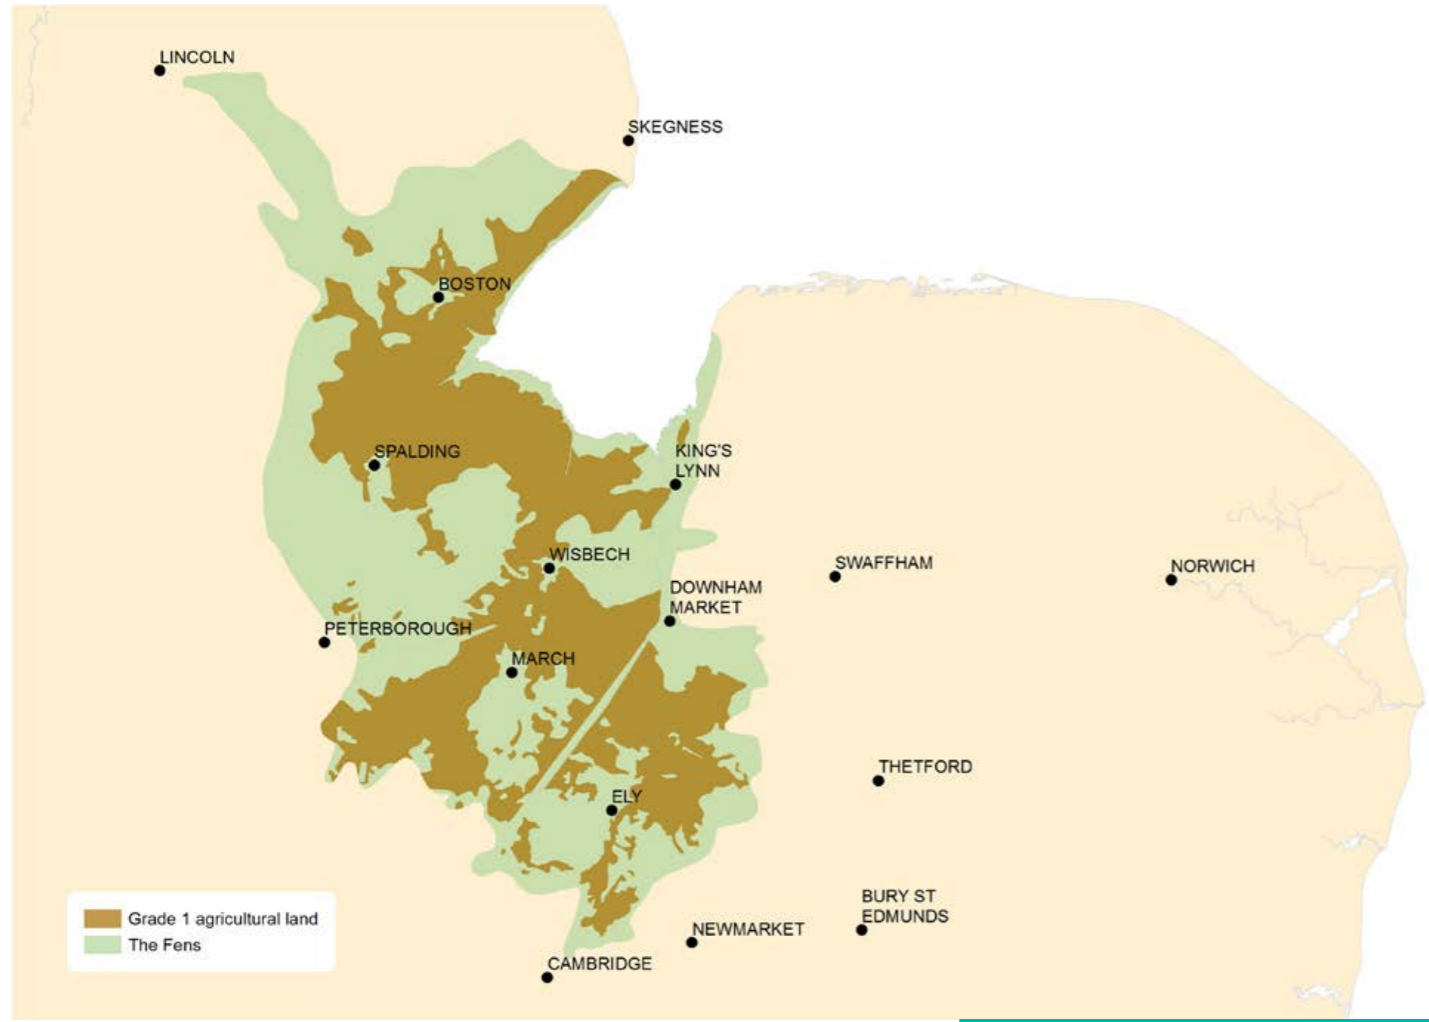 LINCOLN
SKEGNESS
BOSTON
SPALDING
KING'S
LYNN
WISBECH
SWAFFHAM
NORWICH
DOWNHAM
MARKET
PETERBOROUGH
MARCH
THETFORD
ELY
BURY ST
EDMUNDS
Grade 1 agricultural land
The Fens
NEWMARKET
CAMBRIDGE